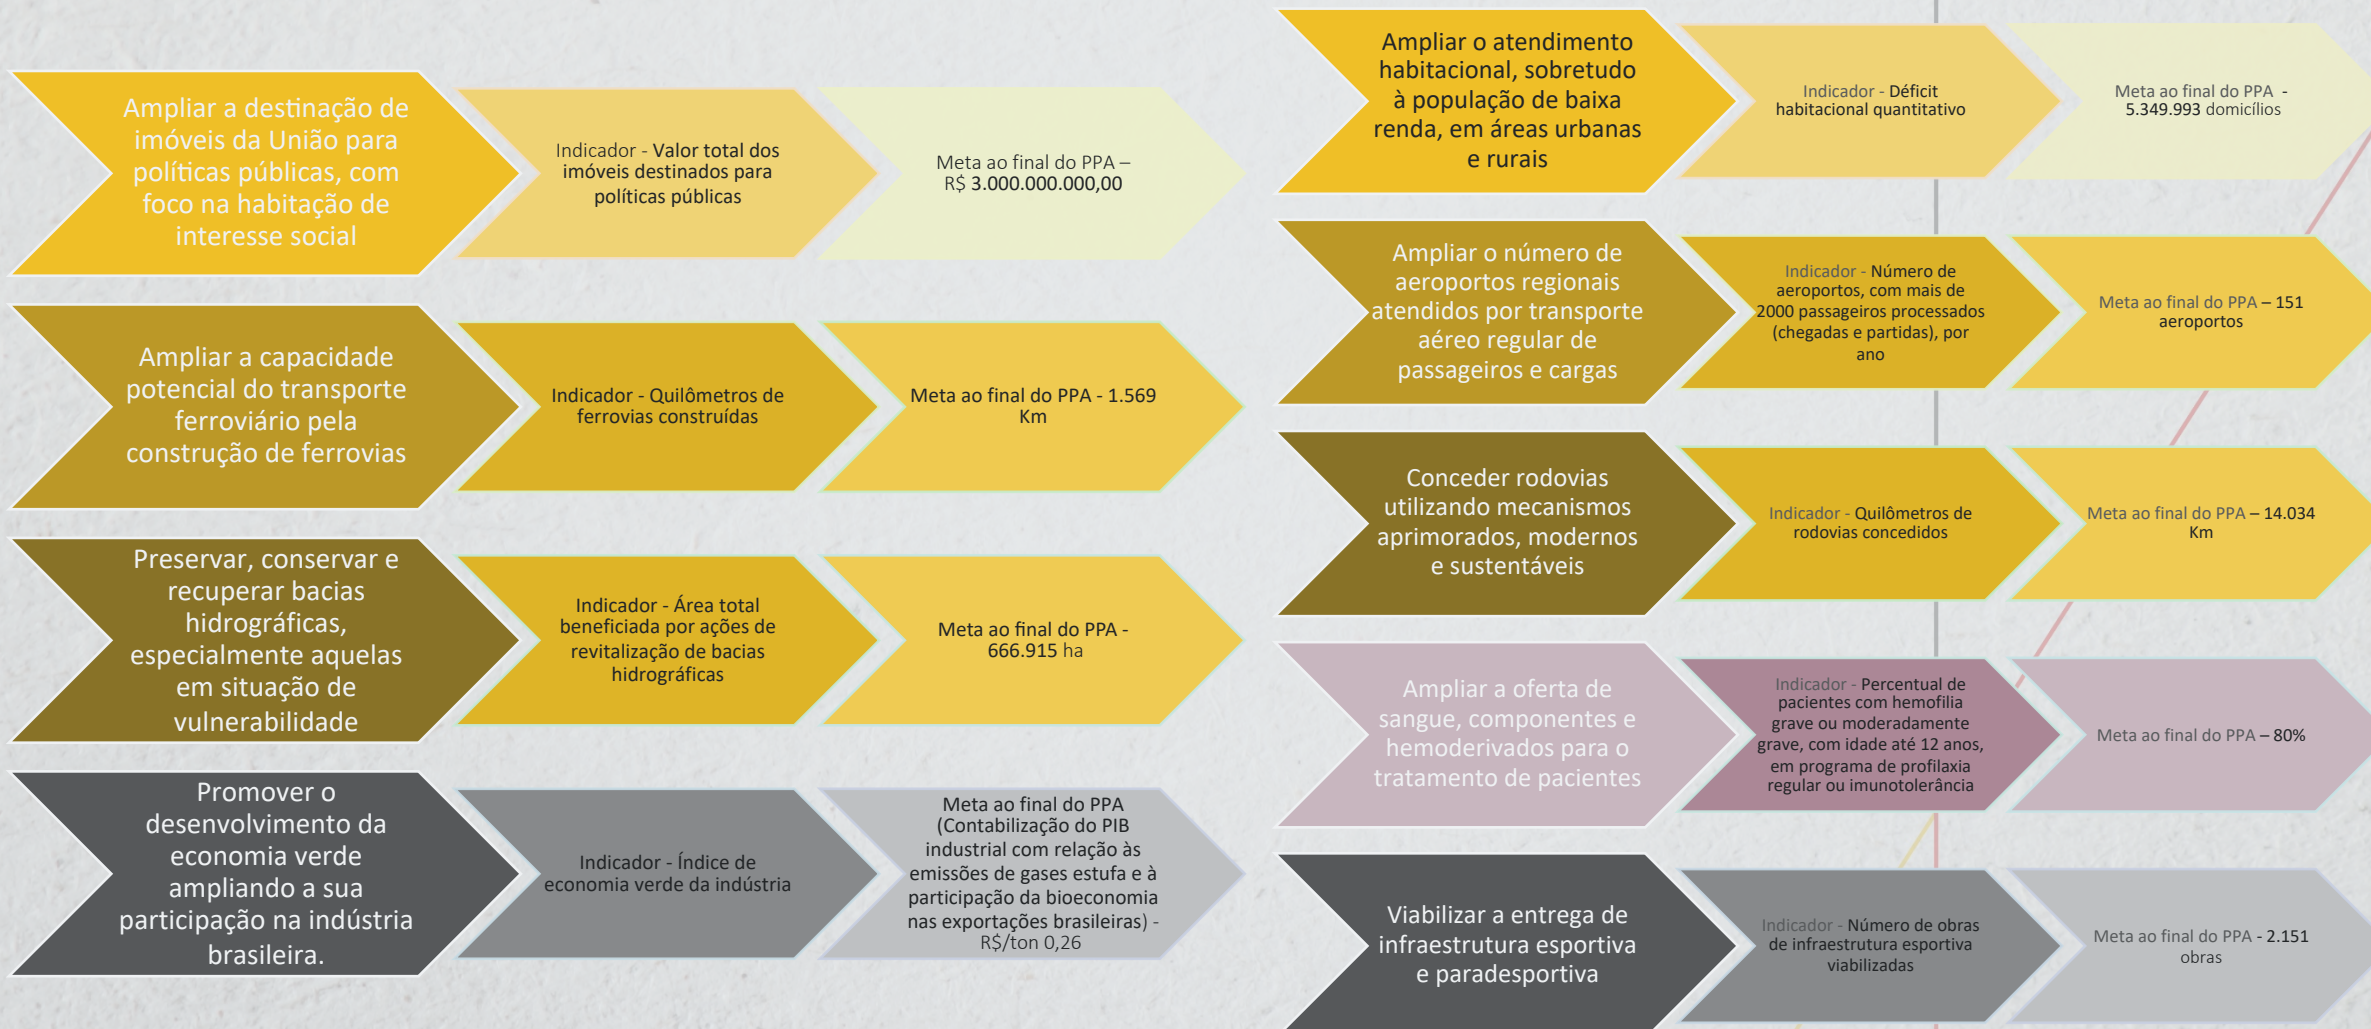 Ampliar a destinação de
imóveis da União para
políticas públicas, com
foco na habitação de
interesse social
Indicador - Valor total dos
imóveis destinados para
políticas públicas
Meta ao final do PPA –
R$ 3.000.000.000,00
Ampliar a capacidade
potencial do transporte
ferroviário pela
construção de ferrovias
Indicador - Quilômetros de
ferrovias construídas
Meta ao final do PPA - 1.569
Km
Preservar, conservar e
recuperar bacias
hidrográficas,
especialmente aquelas
em situação de
vulnerabilidade
Indicador - Área total
beneficiada por ações de
revitalização de bacias
hidrográficas
Meta ao final do PPA -
666.915 ha
Promover o
desenvolvimento da
economia verde
ampliando a sua
participação na indústria
brasileira.
Indicador - Índice de
economia verde da indústria
Meta ao final do PPA
(Contabilização do PIB
industrial com relação às
emissões de gases estufa e à
participação da bioeconomia
nas exportações brasileiras) -
R$/ton 0,26
Ampliar o atendimento
habitacional, sobretudo
à população de baixa
renda, em áreas urbanas
e rurais
Indicador - Déficit
habitacional quantitativo
Meta ao final do PPA -
5.349.993 domicílios
Ampliar o número de
aeroportos regionais
atendidos por transporte
aéreo regular de
passageiros e cargas
Indicador - Número de
aeroportos, com mais de
2000 passageiros processados
(chegadas e partidas), por
ano
Meta ao final do PPA – 151
aeroportos
Conceder rodovias
utilizando mecanismos
aprimorados, modernos
e sustentáveis
Indicador - Quilômetros de
rodovias concedidos
Meta ao final do PPA – 14.034
Km
Ampliar a oferta de
sangue, componentes e
hemoderivados para o
tratamento de pacientes
Indicador - Percentual de
pacientes com hemofilia
grave ou moderadamente
grave, com idade até 12 anos,
em programa de profilaxia
regular ou imunotolerância
Meta ao final do PPA – 80%
Viabilizar a entrega de
infraestrutura esportiva
e paradesportiva
Indicador - Número de obras
de infraestrutura esportiva
viabilizadas
Meta ao final do PPA - 2.151
obras